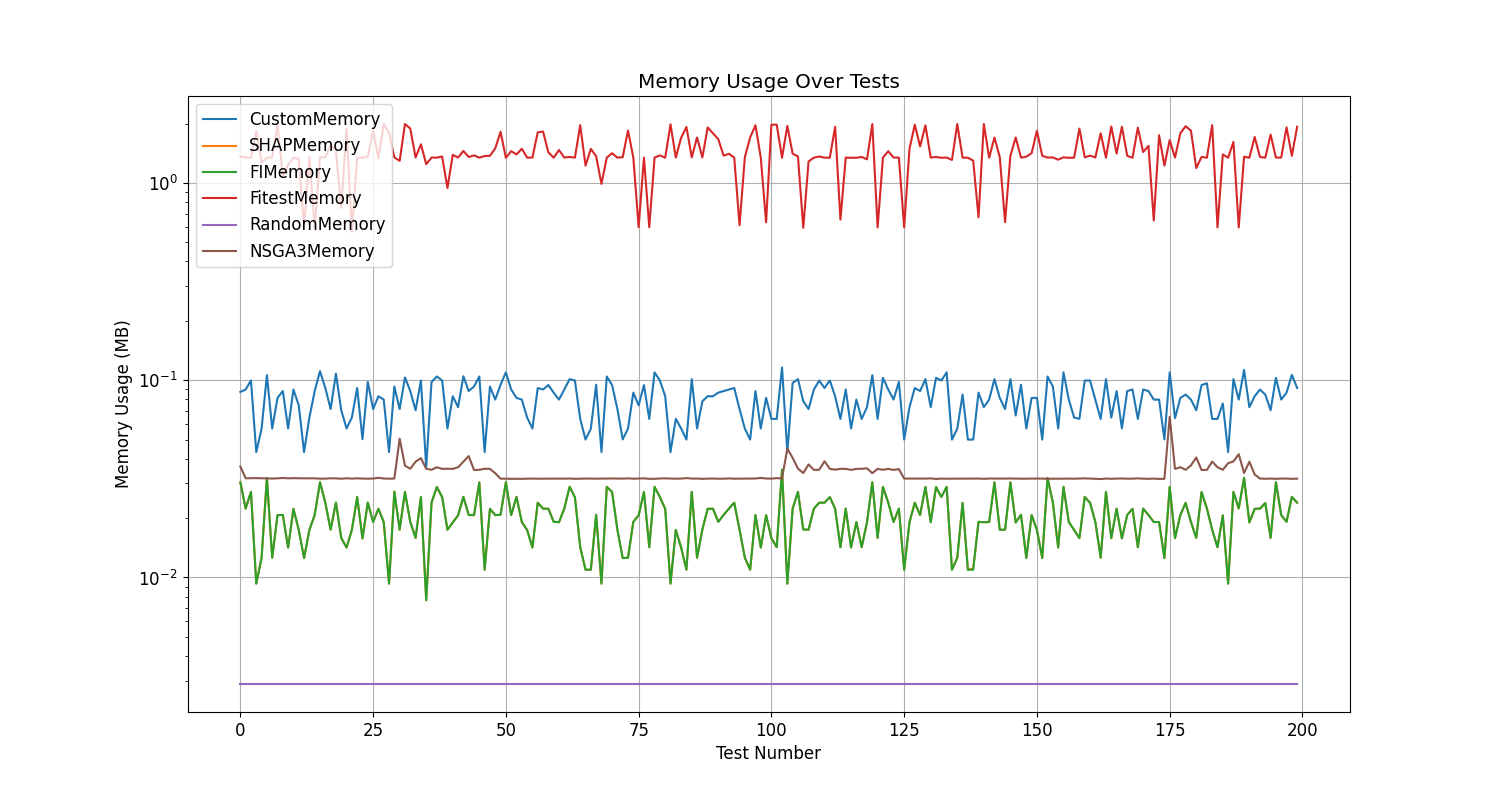 Memory Usage Over Tests
CustomMemory
SHAPMemory
FIMemory
FitestMemory
RandomMemory
NSGA3Memory
Memory Usage (MB)
10⁰
10⁻¹
10⁻²
0 25 50 75 100 125 150 175 200
Test Number